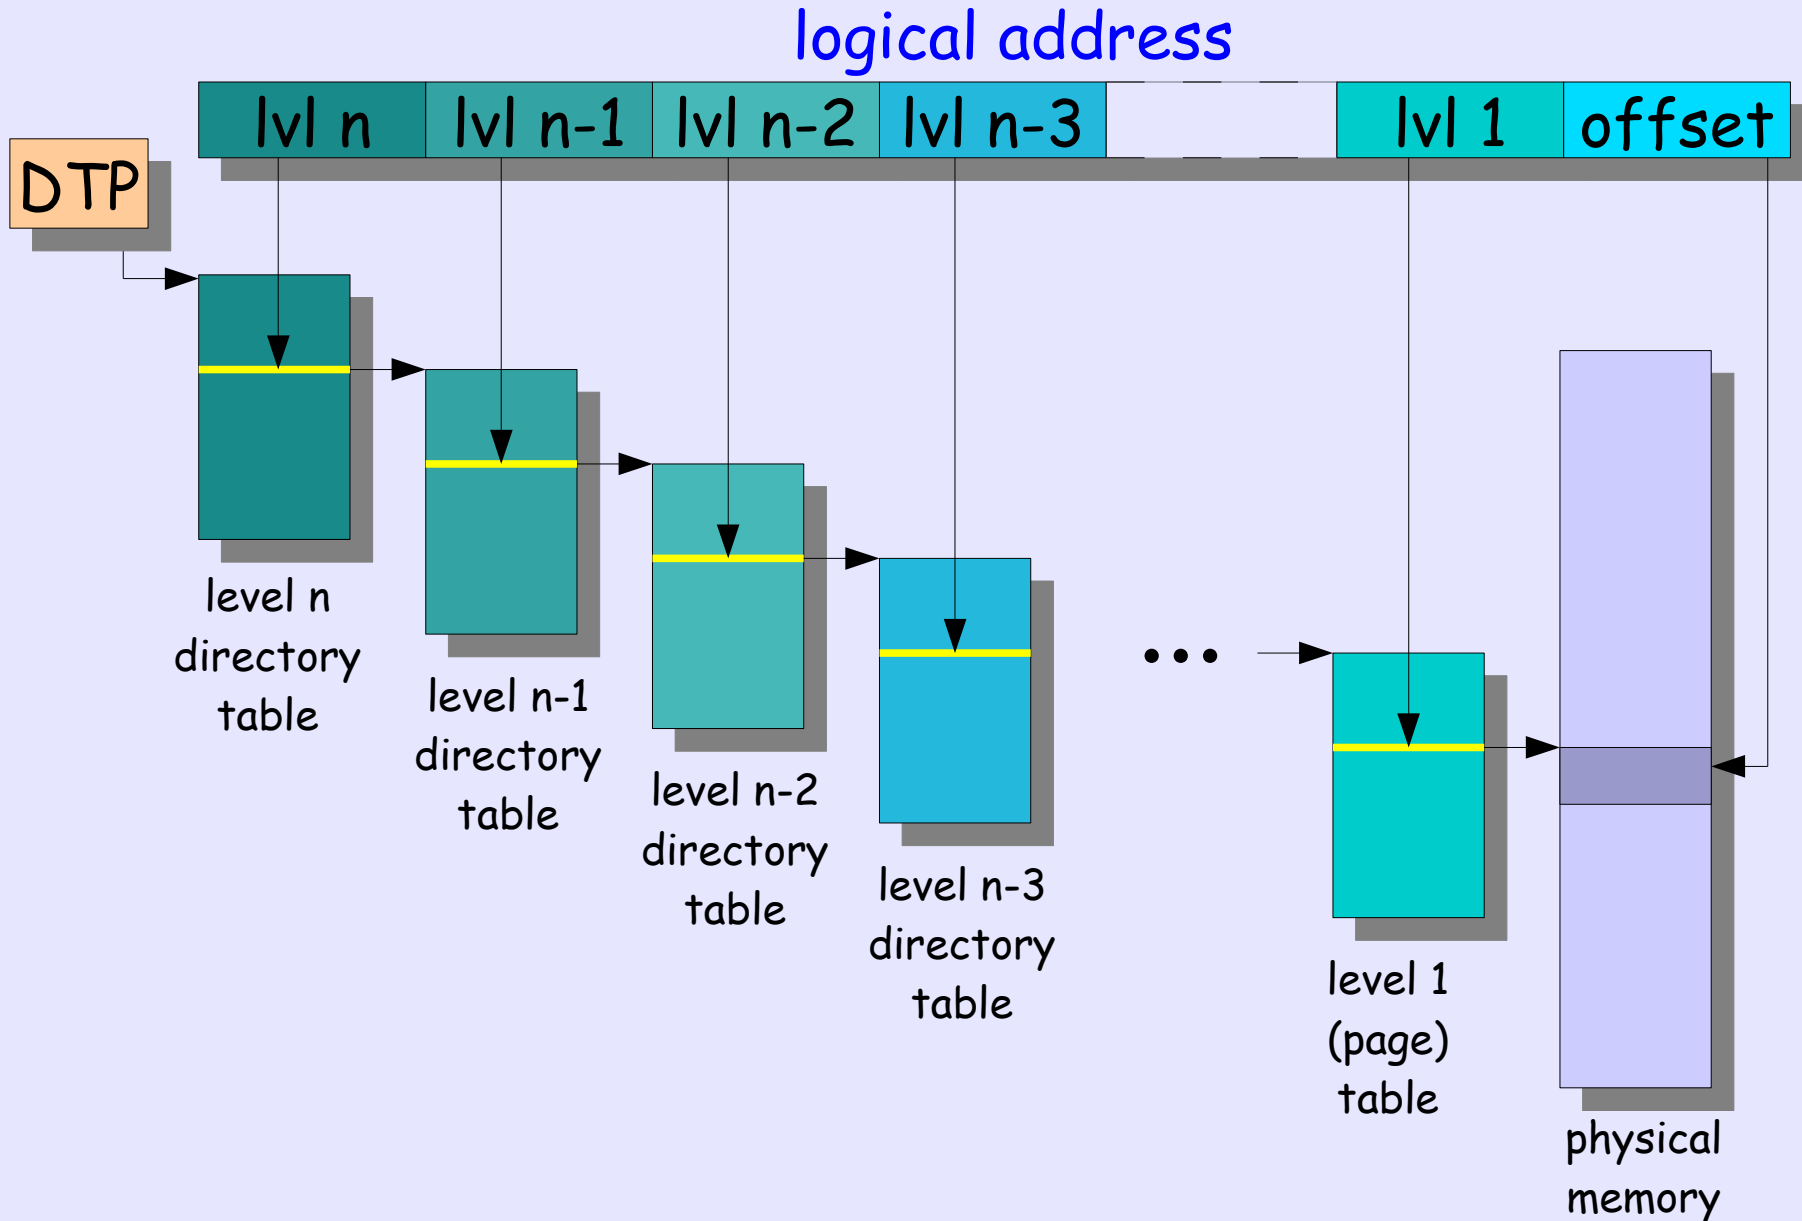 logical address
lvl n lvl n-1 lvl n-2 lvl n-3 lvl 1 offset
DTP
level n
directory
table
level n-1
directory
table
level n-2
directory
table
level n-3
directory
table
...
level 1
(page)
table
physical
memory